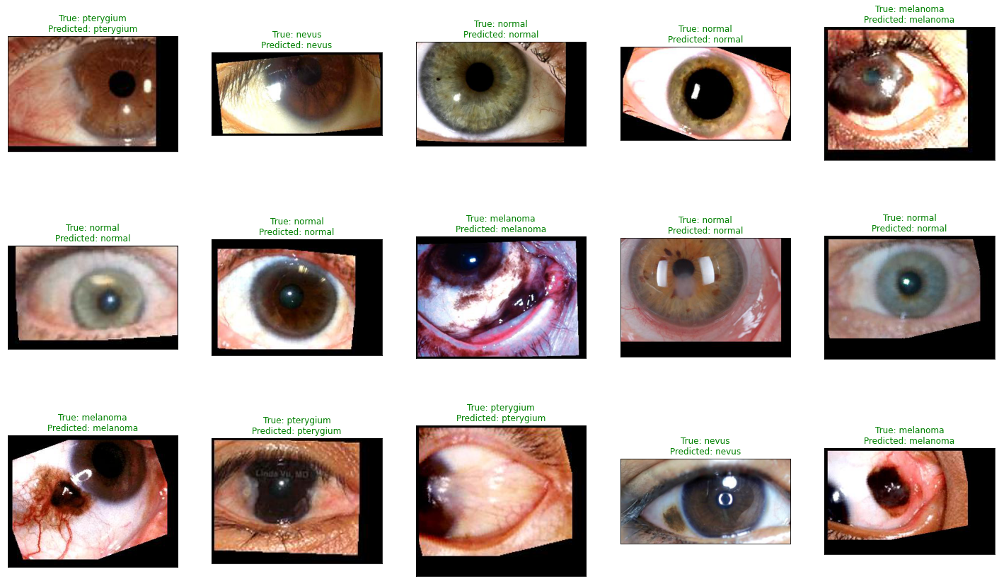 True: pterygium
Predicted: pterygium
True: nevus
Predicted: nevus
True: normal
Predicted: normal
True: normal
Predicted: normal
True: melanoma
Predicted: melanoma
True: normal
Predicted: normal
True: normal
Predicted: normal
True: melanoma
Predicted: melanoma
True: normal
Predicted: normal
True: normal
Predicted: normal
True: melanoma
Predicted: melanoma
True: pterygium
Predicted: pterygium
Linda Vu, MD
True: pterygium
Predicted: pterygium
True: nevus
Predicted: nevus
True: melanoma
Predicted: melanoma